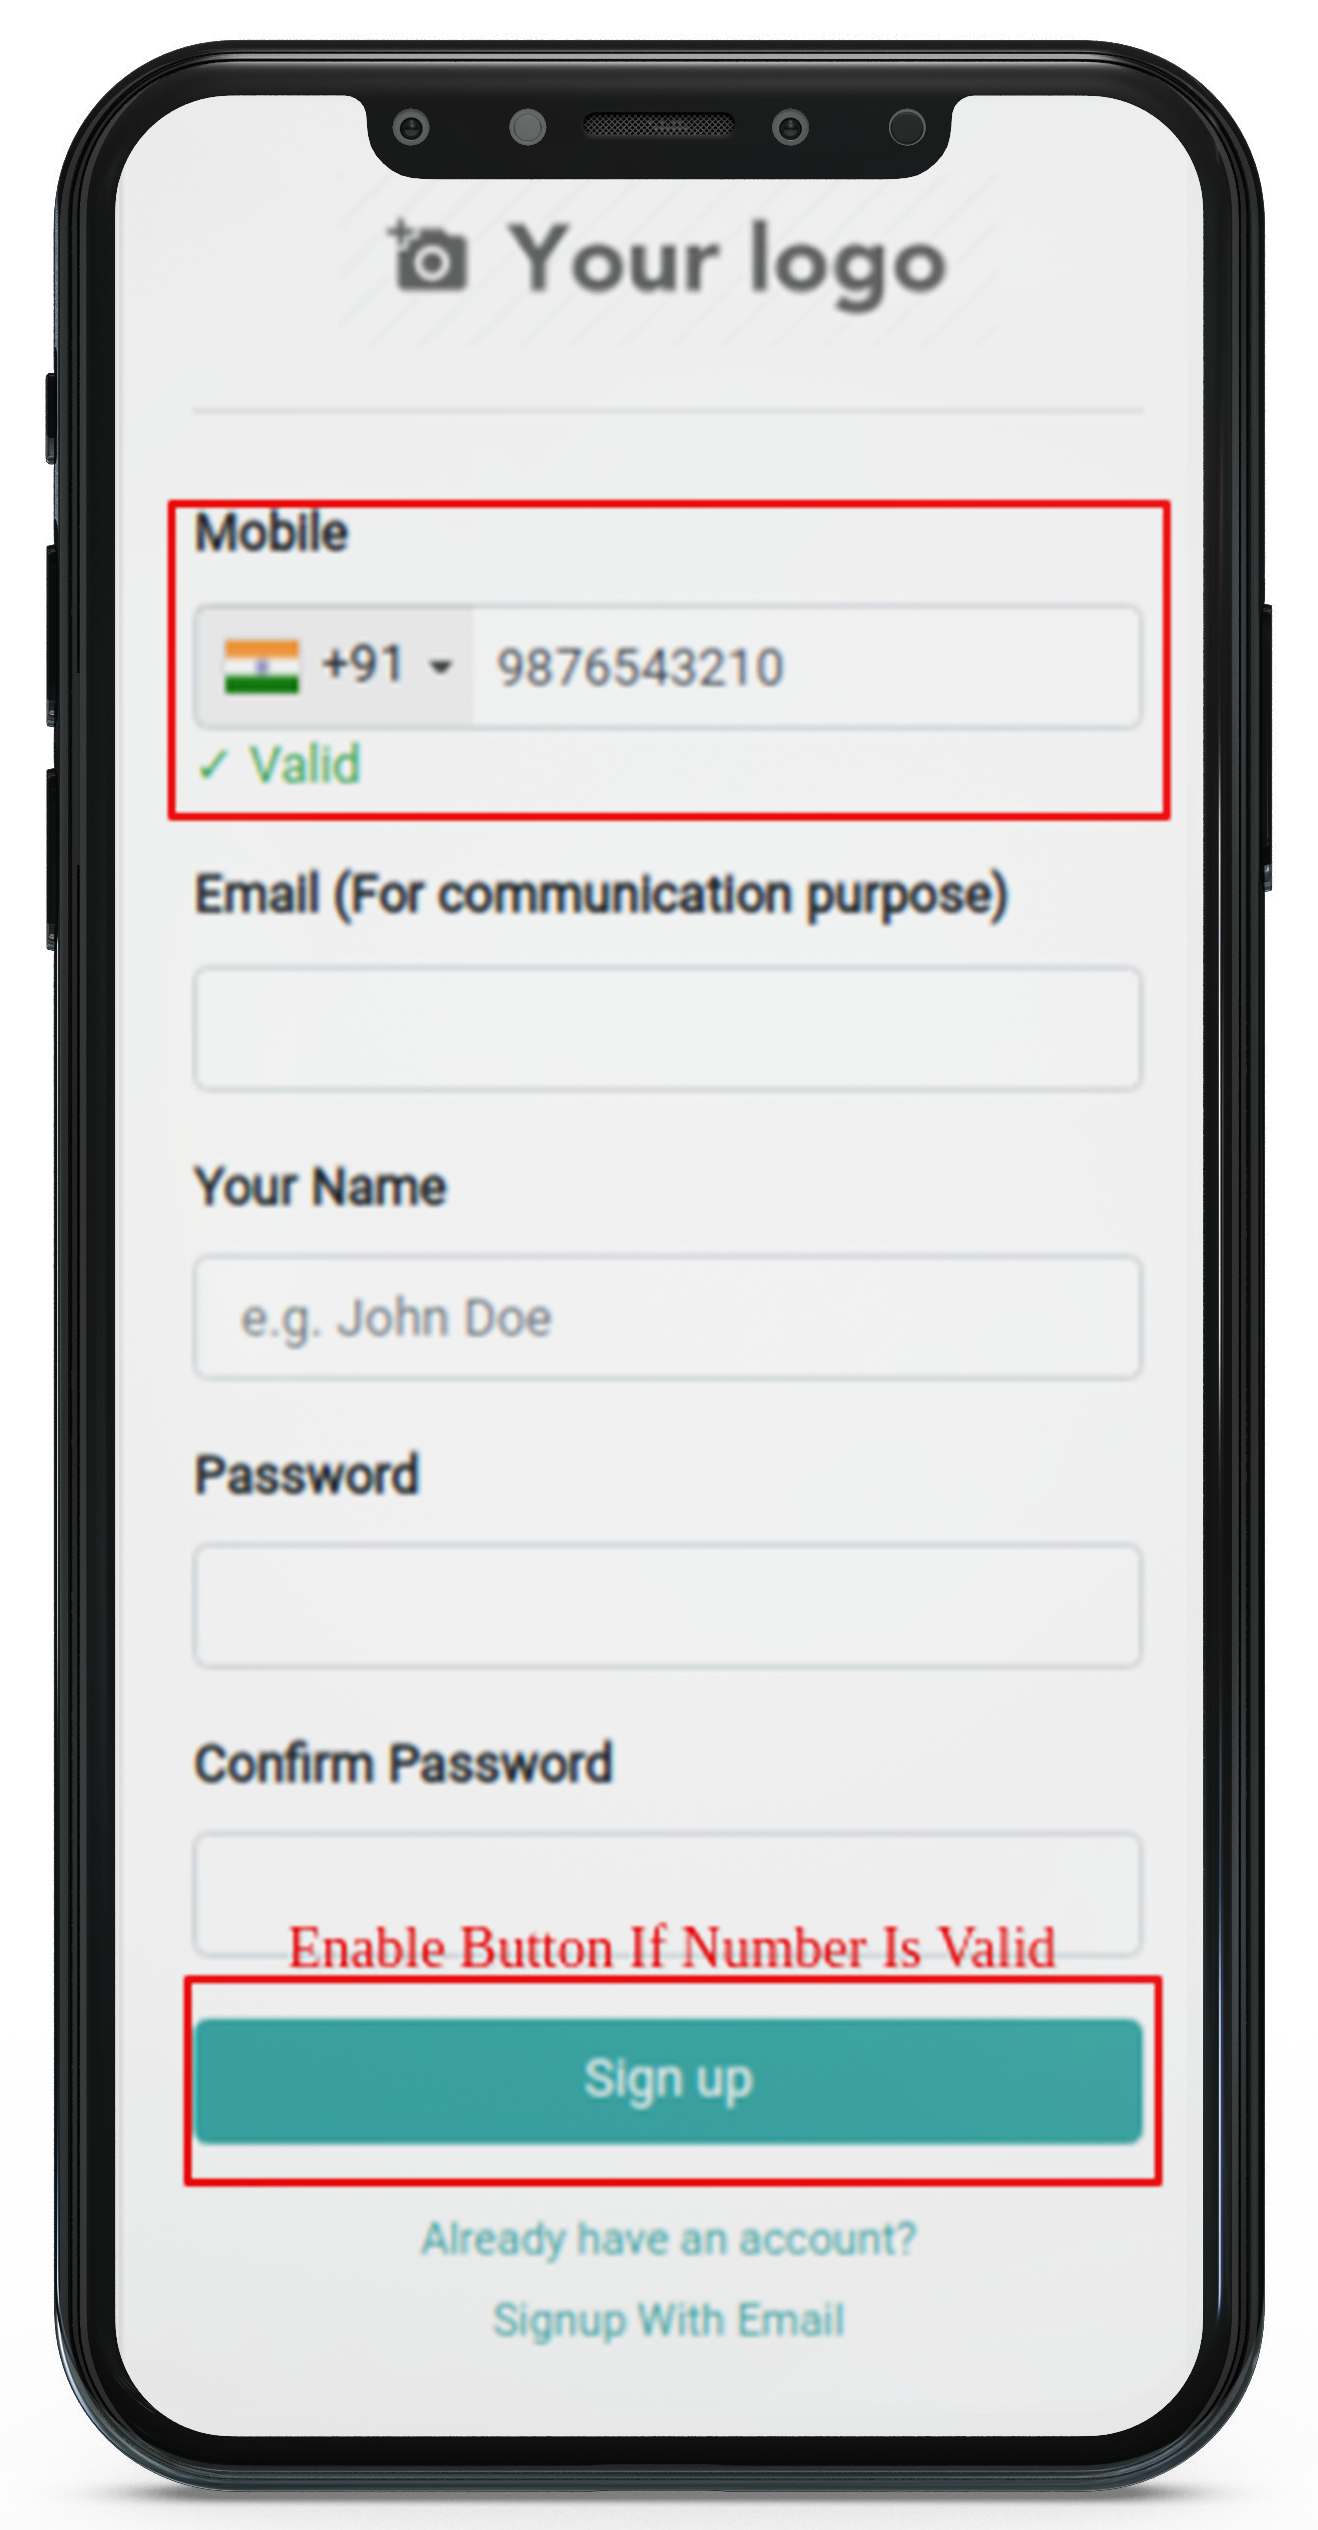 Your logo
Mobile
+91 9876543210
✓ Valid
Email (For communication purpose)
Your Name
e.g. John Doe
Password
Confirm Password
Enable Button If Number Is Valid
Sign up
Already have an account?
Signup With Email